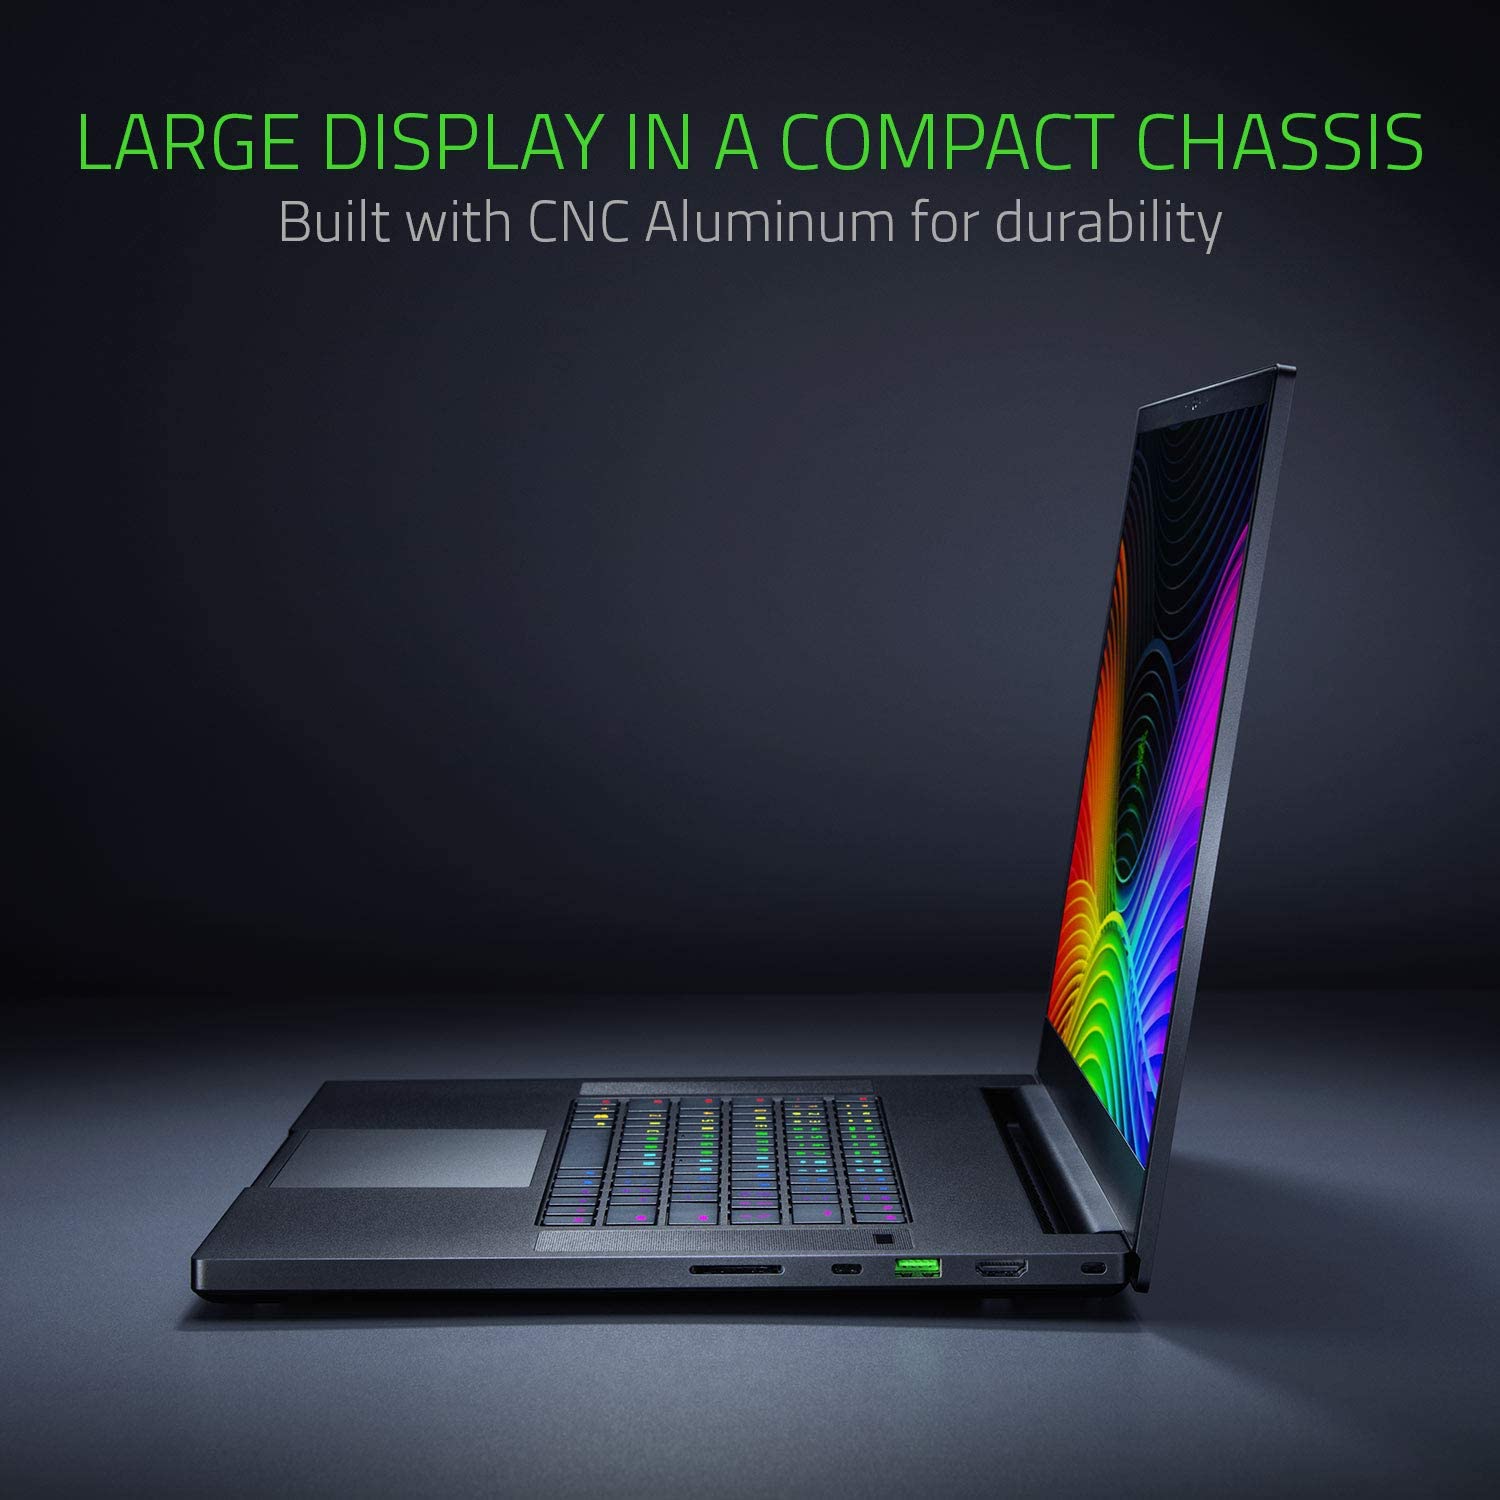 LARGE DISPLAY IN A COMPACT CHASSIS
Built with CNC Aluminum for durability